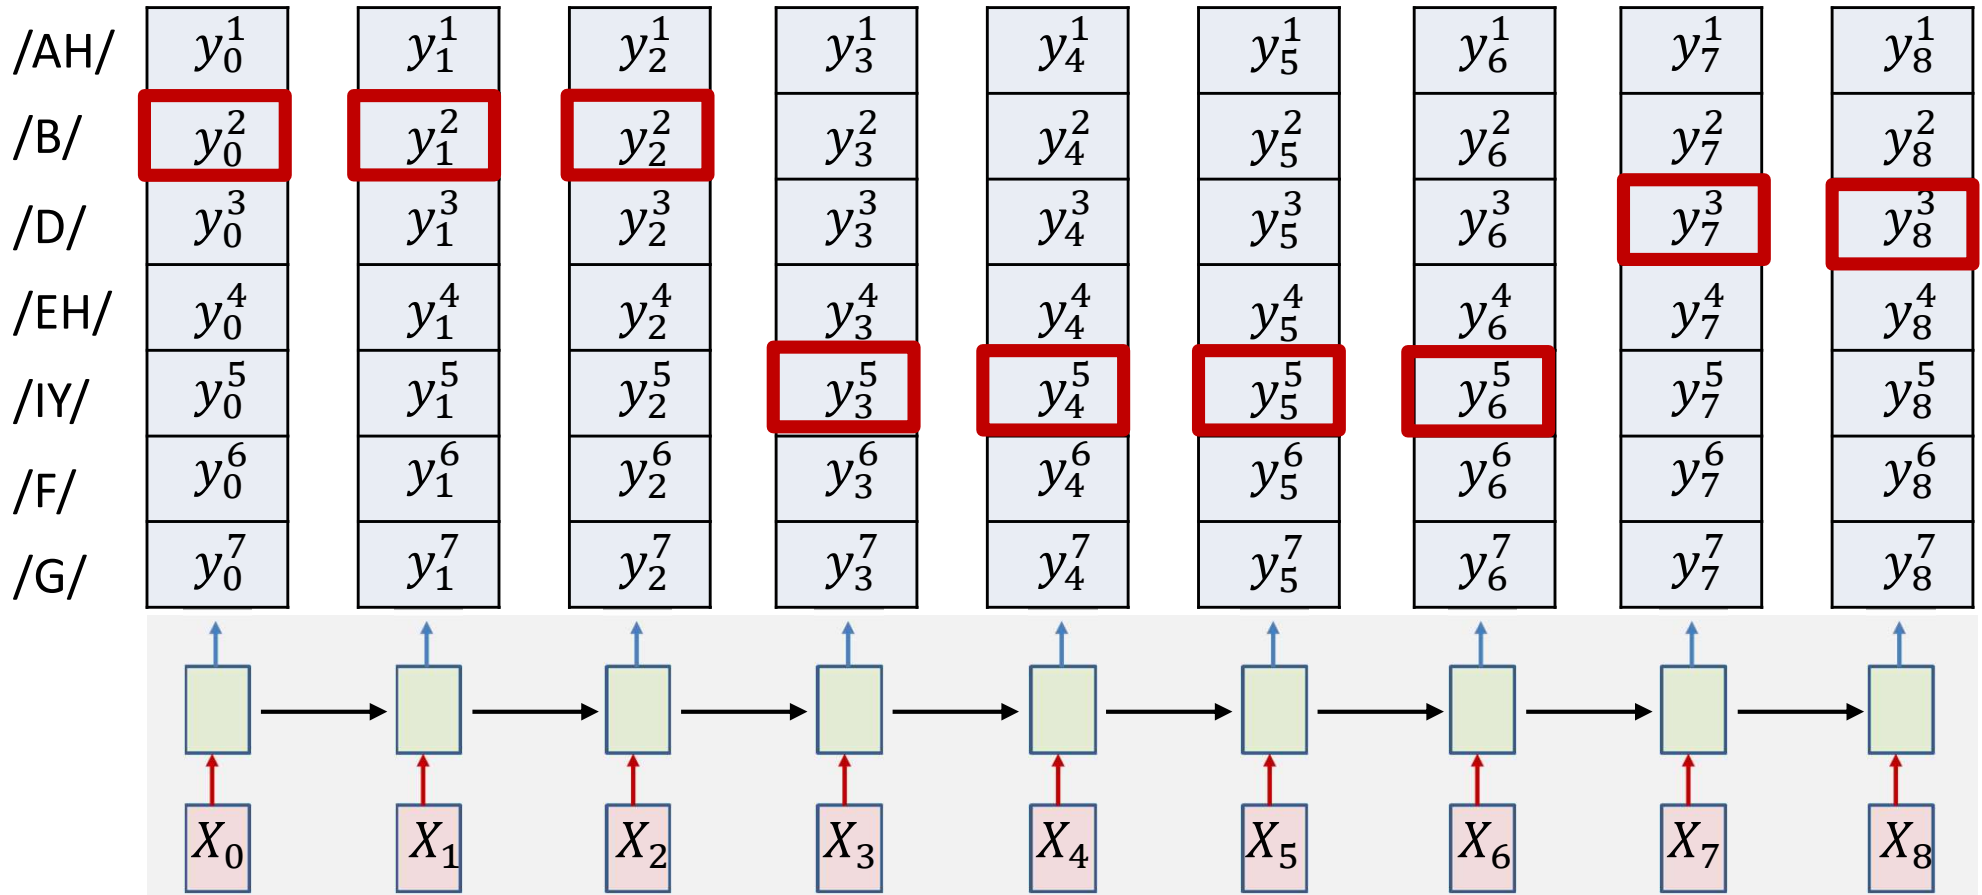 /AH/ y_0^1 y_1^1 y_2^1 y_3^1 y_4^1 y_5^1 y_6^1 y_7^1 y_8^1
/B/ y_0^2 y_1^2 y_2^2 y_3^2 y_4^2 y_5^2 y_6^2 y_7^2 y_8^2
/D/ y_0^3 y_1^3 y_2^3 y_3^3 y_4^3 y_5^3 y_6^3 y_7^3 y_8^3
/EH/ y_0^4 y_1^4 y_2^4 y_3^4 y_4^4 y_5^4 y_6^4 y_7^4 y_8^4
/IY/ y_0^5 y_1^5 y_2^5 y_3^5 y_4^5 y_5^5 y_6^5 y_7^5 y_8^5
/F/ y_0^6 y_1^6 y_2^6 y_3^6 y_4^6 y_5^6 y_6^6 y_7^6 y_8^6
/G/ y_0^7 y_1^7 y_2^7 y_3^7 y_4^7 y_5^7 y_6^7 y_7^7 y_8^7
X_0 X_1 X_2 X_3 X_4 X_5 X_6 X_7 X_8